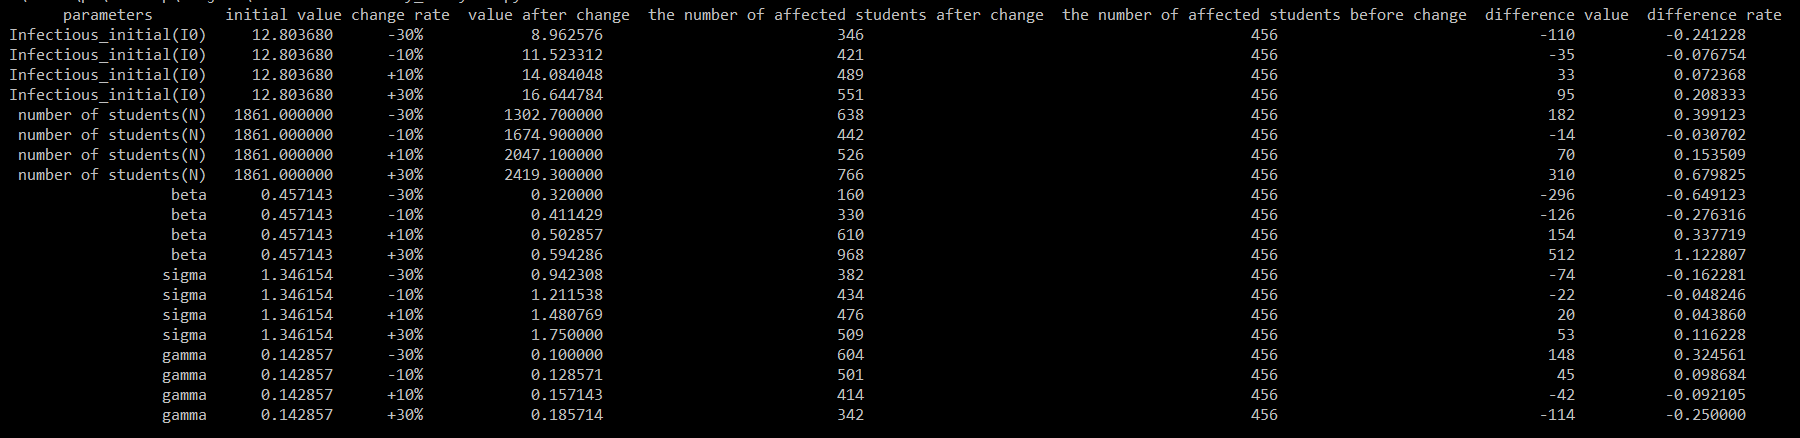 parameters initial value change rate value after change the number of affected students after change the number of affected students before change difference value difference rate
Infectious_initial(I0) 12.803680 -30% 8.962576 346 456 -110 -0.241228
Infectious_initial(I0) 12.803680 -10% 11.523312 421 456 -35 -0.076754
Infectious_initial(I0) 12.803680 +10% 14.084048 489 456 33 0.072368
Infectious_initial(I0) 12.803680 +30% 16.644784 551 456 95 0.208333
number of students(N) 1861.000000 -30% 1302.700000 638 456 182 0.399123
number of students(N) 1861.000000 -10% 1674.900000 442 456 -14 -0.030702
number of students(N) 1861.000000 +10% 2047.100000 526 456 70 0.153509
number of students(N) 1861.000000 +30% 2419.300000 766 456 310 0.679825
beta 0.457143 -30% 0.320000 160 456 -296 -0.649123
beta 0.457143 -10% 0.411429 330 456 -126 -0.276316
beta 0.457143 +10% 0.502857 610 456 154 0.337719
beta 0.457143 +30% 0.594286 968 456 512 1.122807
sigma 1.346154 -30% 0.942308 382 456 -74 -0.162281
sigma 1.346154 -10% 1.211538 434 456 -22 -0.048246
sigma 1.346154 +10% 1.480769 476 456 20 0.043860
sigma 1.346154 +30% 1.750000 509 456 53 0.116228
gamma 0.142857 -30% 0.100000 604 456 148 0.324561
gamma 0.142857 -10% 0.128571 501 456 45 0.098684
gamma 0.142857 +10% 0.157143 414 456 -42 -0.092105
gamma 0.142857 +30% 0.185714 342 456 -114 -0.250000